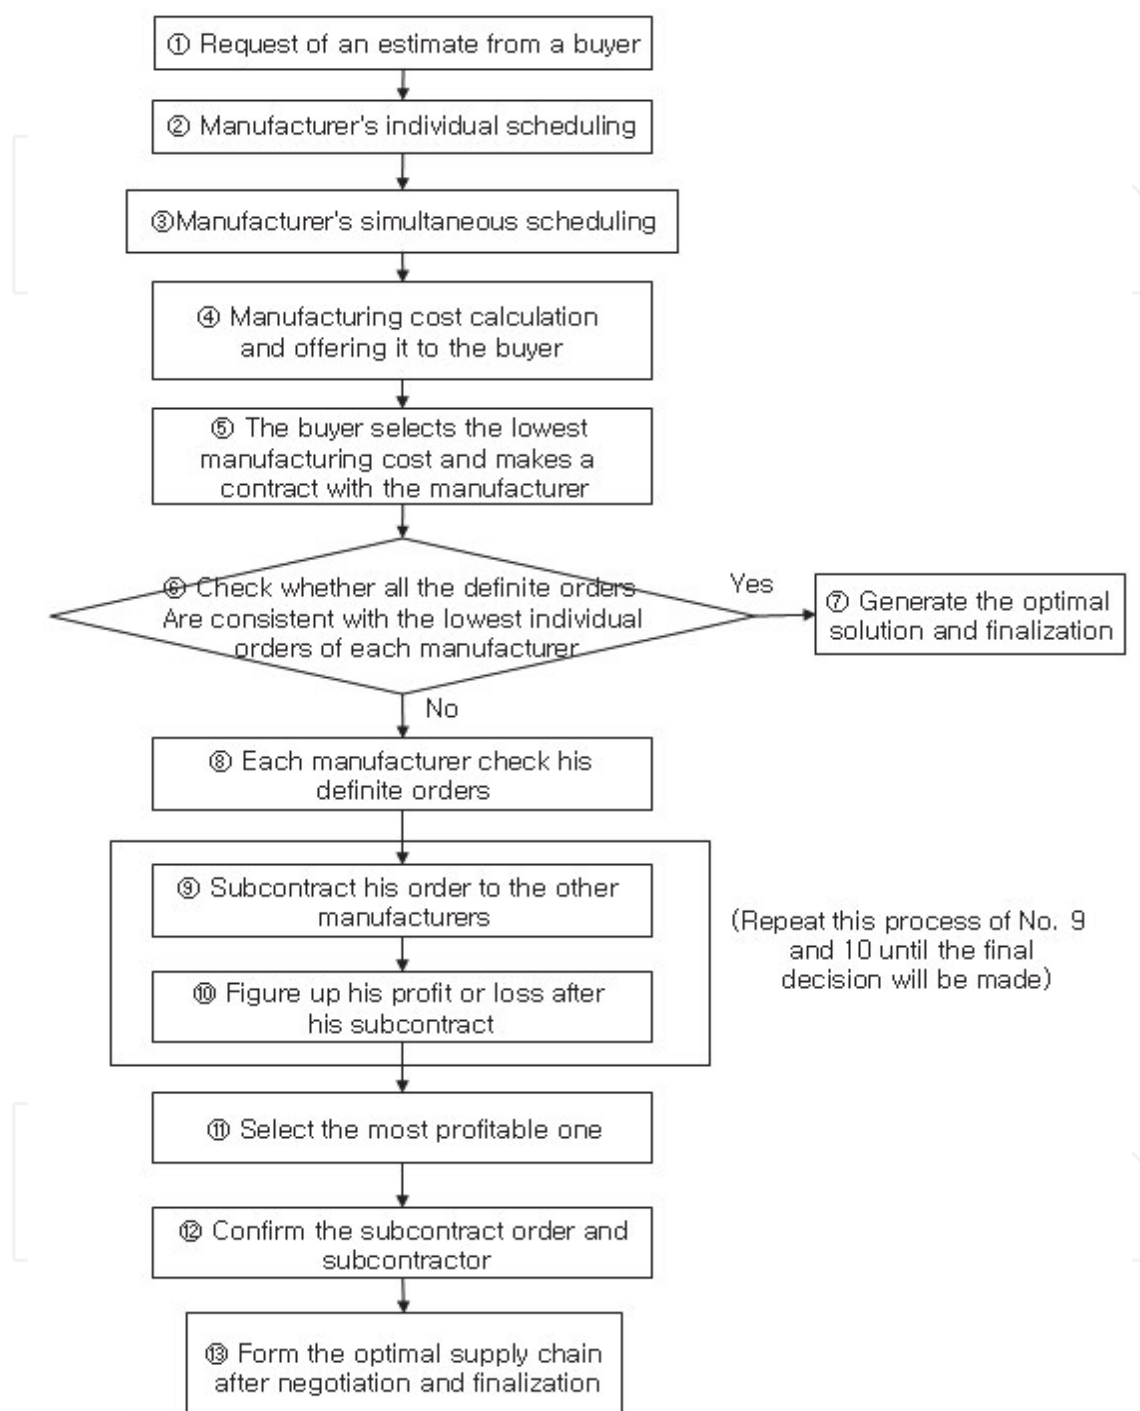 ① Request of an estimate from a buyer
② Manufacturer's individual scheduling
③Manufacturer's simultaneous scheduling
④ Manufacturing cost calculation
and offering it to the buyer
⑤ The buyer selects the lowest
manufacturing cost and makes a
contract with the manufacturer
⑥ Check whether all the definite orders
Are consistent with the lowest individual
orders of each manufacturer
Yes
⑦ Generate the optimal
solution and finalization
No
⑧ Each manufacturer check his
definite orders
⑨ Subcontract his order to the other
manufacturers
⑩ Figure up his profit or loss after
his subcontract
(Repeat this process of No. 9
and 10 until the final
decision will be made)
⑪ Select the most profitable one
⑫ Confirm the subcontract order and
subcontractor
⑬ Form the optimal supply chain
after negotiation and finalization